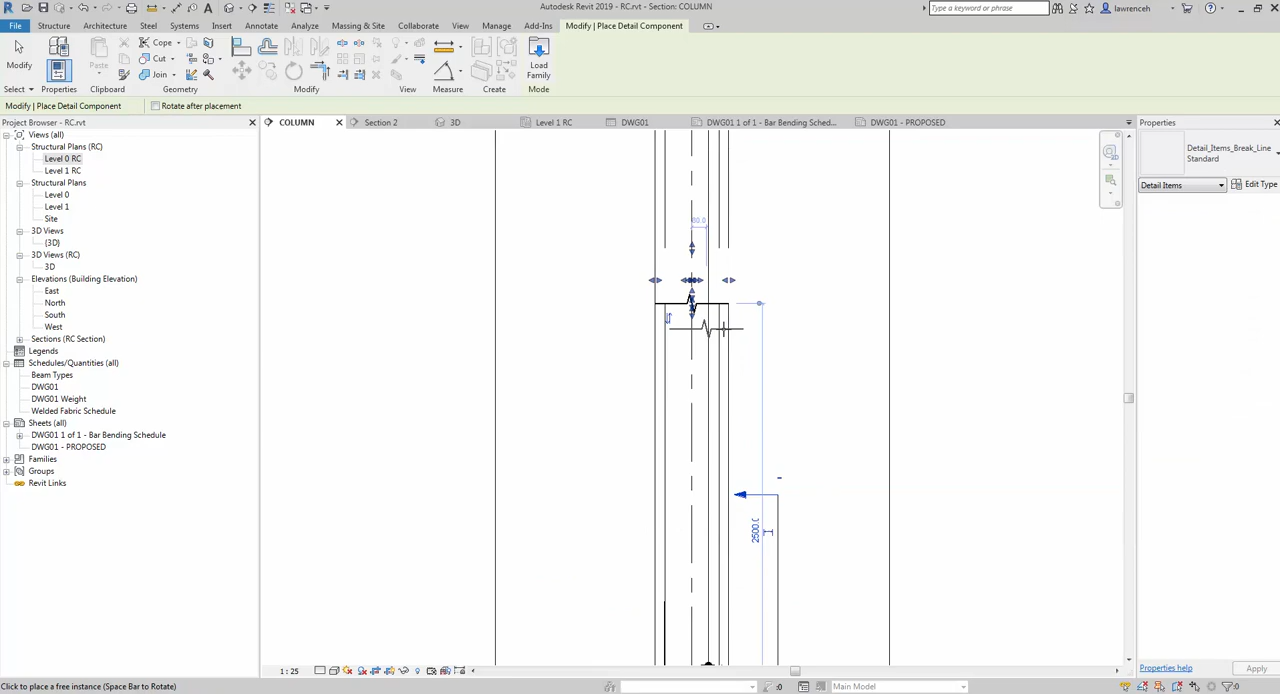 Autodesk Revit 2019 - RC.rvt - Section: COLUMN
Type a keyword or phrase
lawrenceh
File Structure Architecture Steel Systems Insert Annotate Analyze Massing & Site Collaborate View Manage Add-Ins Modify | Place Detail Component
Modify
Paste
Cope
Cut
Join
Load
Family
Select Properties Clipboard Geometry Modify View Measure Create Mode
Modify | Place Detail Component
Rotate after placement
Project Browser - RC.rvt
COLUMN
Section 2
3D
Level 1 RC
DWG01
DWG01 1 of 1 - Bar Bending Sched...
DWG01 - PROPOSED
Properties
Views (all)
Structural Plans (RC)
Level 0 RC
Level 1 RC
Structural Plans
Level 0
Level 1
Site
3D Views
{3D}
3D Views (RC)
3D
Elevations (Building Elevation)
East
North
South
West
Sections (RC Section)
Legends
Schedules/Quantities (all)
Beam Types
DWG01
DWG01 Weight
Welded Fabric Schedule
Sheets (all)
DWG01 1 of 1 - Bar Bending Schedule
DWG01 - PROPOSED
Families
Groups
Revit Links
80.0
2500.0
Detail_Items_Break_Line
Standard
Detail Items
Edit Type
Properties help
Apply
1 : 25
Click to place a free instance (Space Bar to Rotate)
:0
Main Model
:0